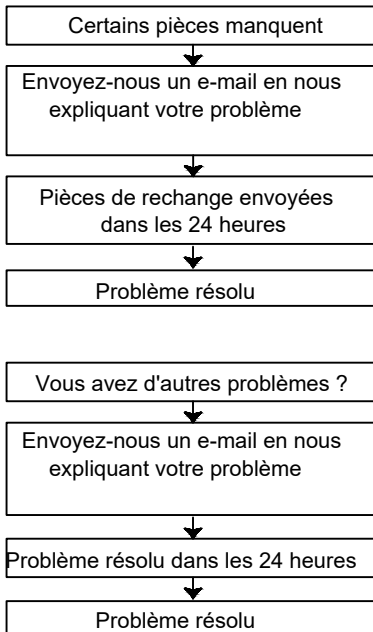 Certains pièces manquent
Envoyez-nous un e-mail en nous
expliquant votre problème
Pièces de rechange envoyées
dans les 24 heures
Problème résolu
Vous avez d'autres problèmes ?
Envoyez-nous un e-mail en nous
expliquant votre problème
Problème résolu dans les 24 heures
Problème résolu